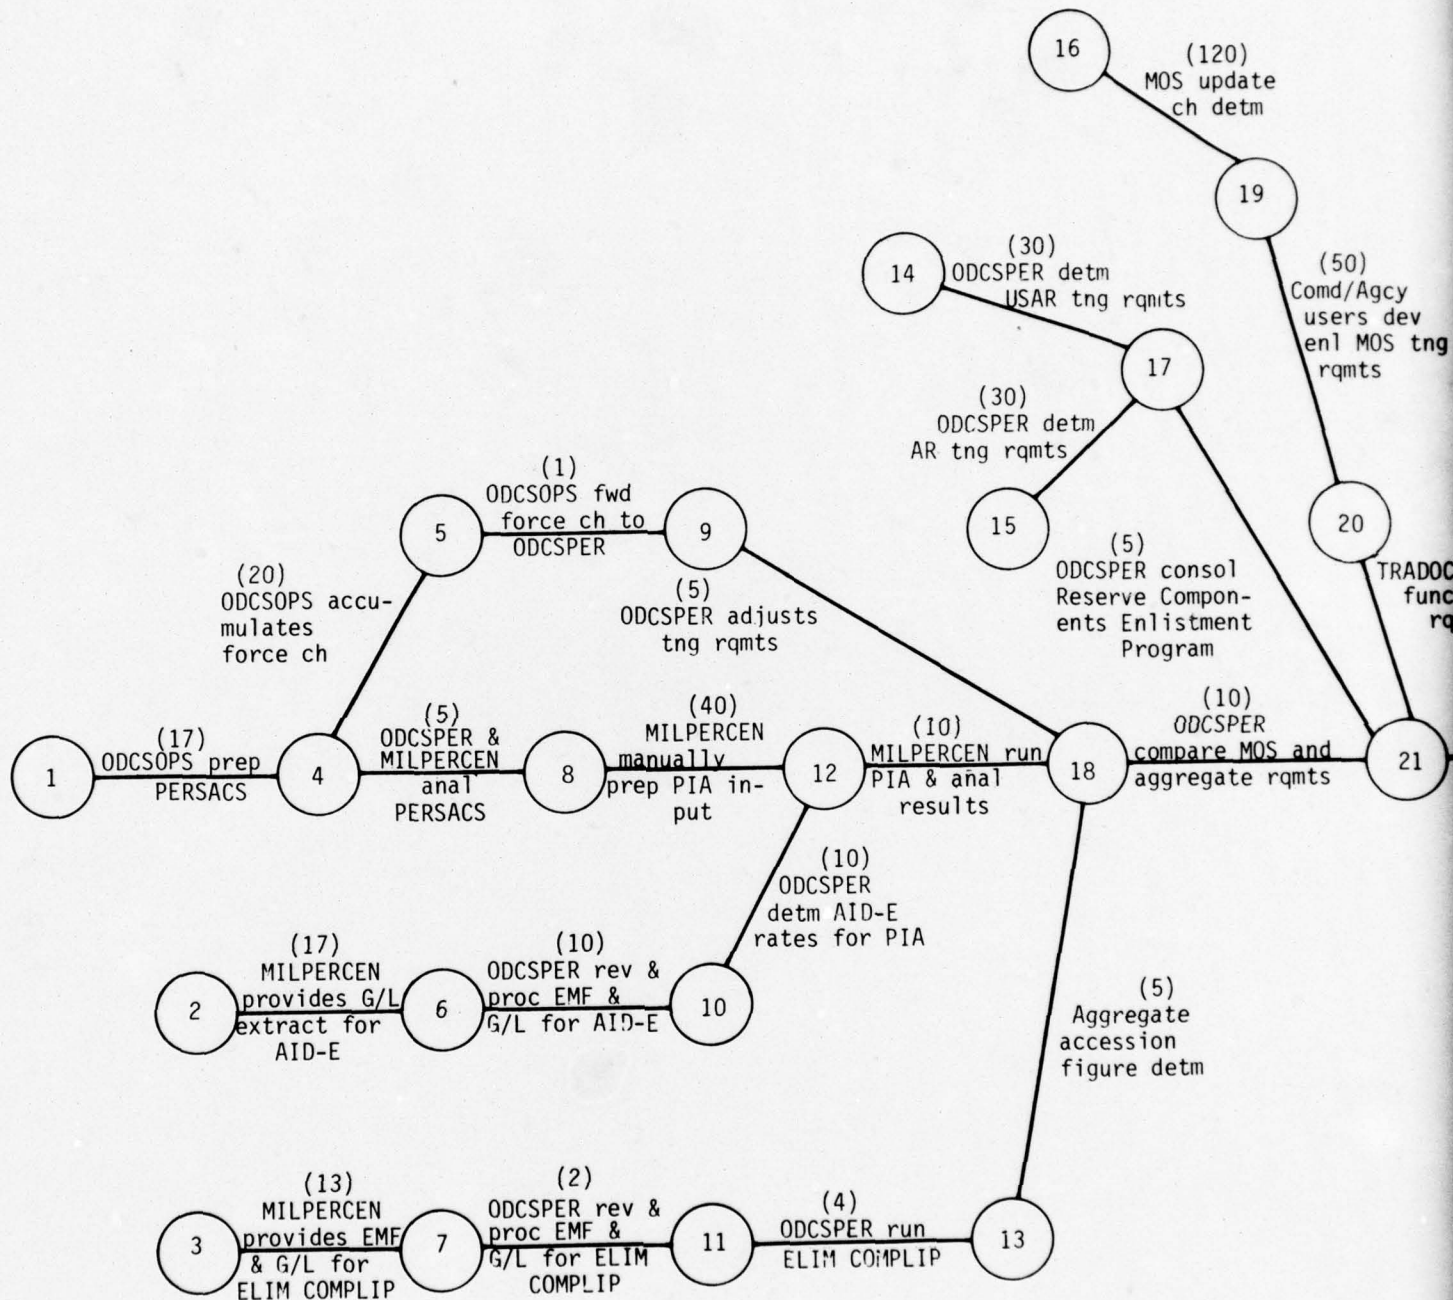 16
(120)
MOS update
ch detm
19
(50)
Comd/Agcy
users dev
enl MOS tng
rqmts
14
(30)
ODCSPER detm
USAR tng rqmts
17
(30)
ODCSPER detm
AR tng rqmts
15
20
TRADOC
func
rq
(5)
ODCSPER consol
Reserve Compon-
ents Enlistment
Program
5
(1)
ODCSOPS fwd
force ch to
ODCSPER
9
(20)
ODCSOPS accu-
mulates
force ch
(5)
ODCSPER adjusts
tng rqmts
1
(17)
ODCSOPS prep
PERSACS
4
(5)
ODCSPER &
MILPERCEN
anal
PERSACS
8
(40)
MILPERCEN
manually
prep PIA in-
put
12
(10)
MILPERCEN run
PIA & anal
results
18
(10)
ODCSPER
compare MOS and
aggregate rqmts
21
(10)
ODCSPER
detm AID-E
rates for PIA
2
(17)
MILPERCEN
provides G/L
extract for
AID-E
6
(10)
ODCSPER rev &
proc EMF &
G/L for AID-E
10
(5)
Aggregate
accession
figure detm
3
(13)
MILPERCEN
provides EMF
& G/L for
ELIM COMPLIP
7
(2)
ODCSPER rev &
proc EMF &
G/L for ELIM
COMPLIP
11
(4)
ODCSPER run
ELIM COMPLIP
13